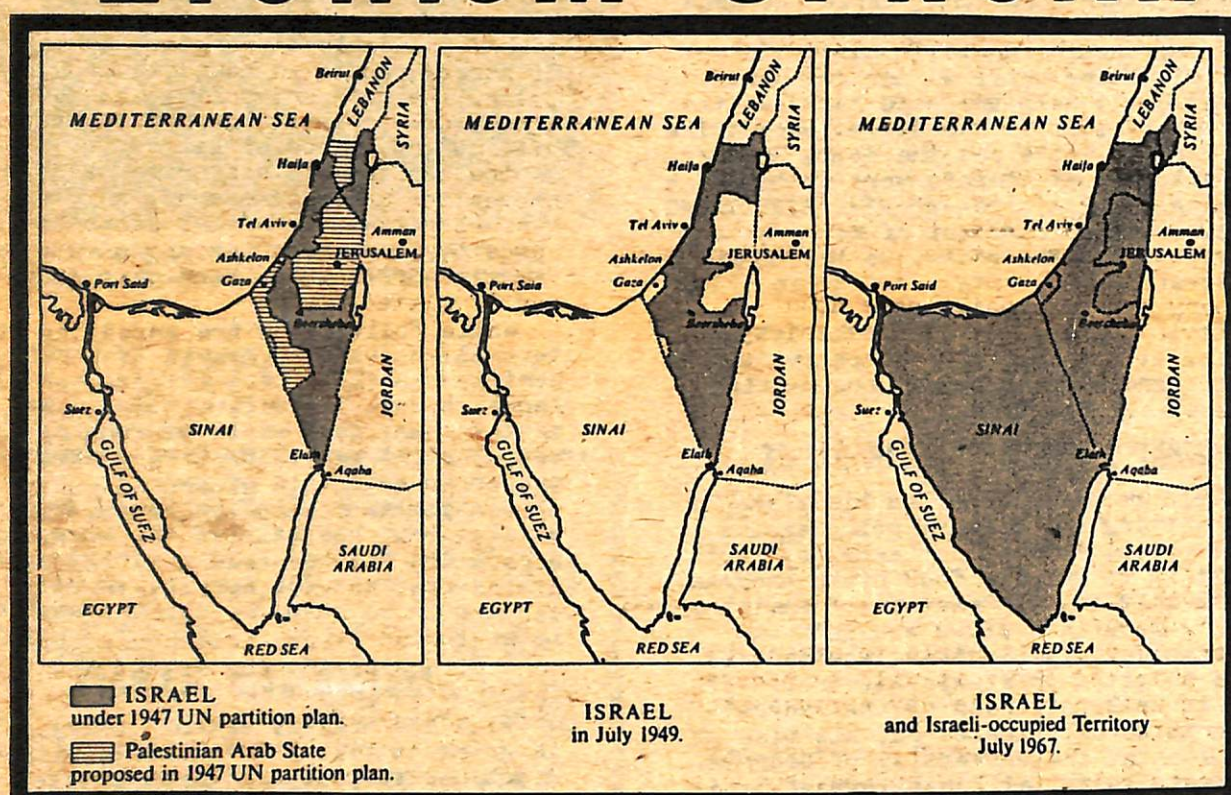 Beirut
LEBANON
MEDITERRANEAN SEA
SYRIA
Haifa
Tel Aviv
Amman
JERUSALEM
Ashkelon
Gaza
Port Said
Beersheba
JORDAN
Suez
SINAI
Elath
Aqaba
GULF OF SUEZ
SAUDI
ARABIA
EGYPT
RED SEA
ISRAEL
under 1947 UN partition plan.
Palestinian Arab State
proposed in 1947 UN partition plan.
Beirut
LEBANON
MEDITERRANEAN SEA
SYRIA
Haifa
Tel Aviv
Amman
JERUSALEM
Ashkelon
Gaza
Port Said
Beersheba
JORDAN
Suez
SINAI
Elath
Aqaba
GULF OF SUEZ
SAUDI
ARABIA
EGYPT
RED SEA
ISRAEL
in July 1949.
Beirut
LEBANON
MEDITERRANEAN SEA
SYRIA
Haifa
Tel Aviv
Amman
JERUSALEM
Ashkelon
Gaza
Port Said
Beersheba
JORDAN
Suez
SINAI
Elath
Aqaba
GULF OF SUEZ
SAUDI
ARABIA
EGYPT
RED SEA
ISRAEL
and Israeli-occupied Territory
July 1967.